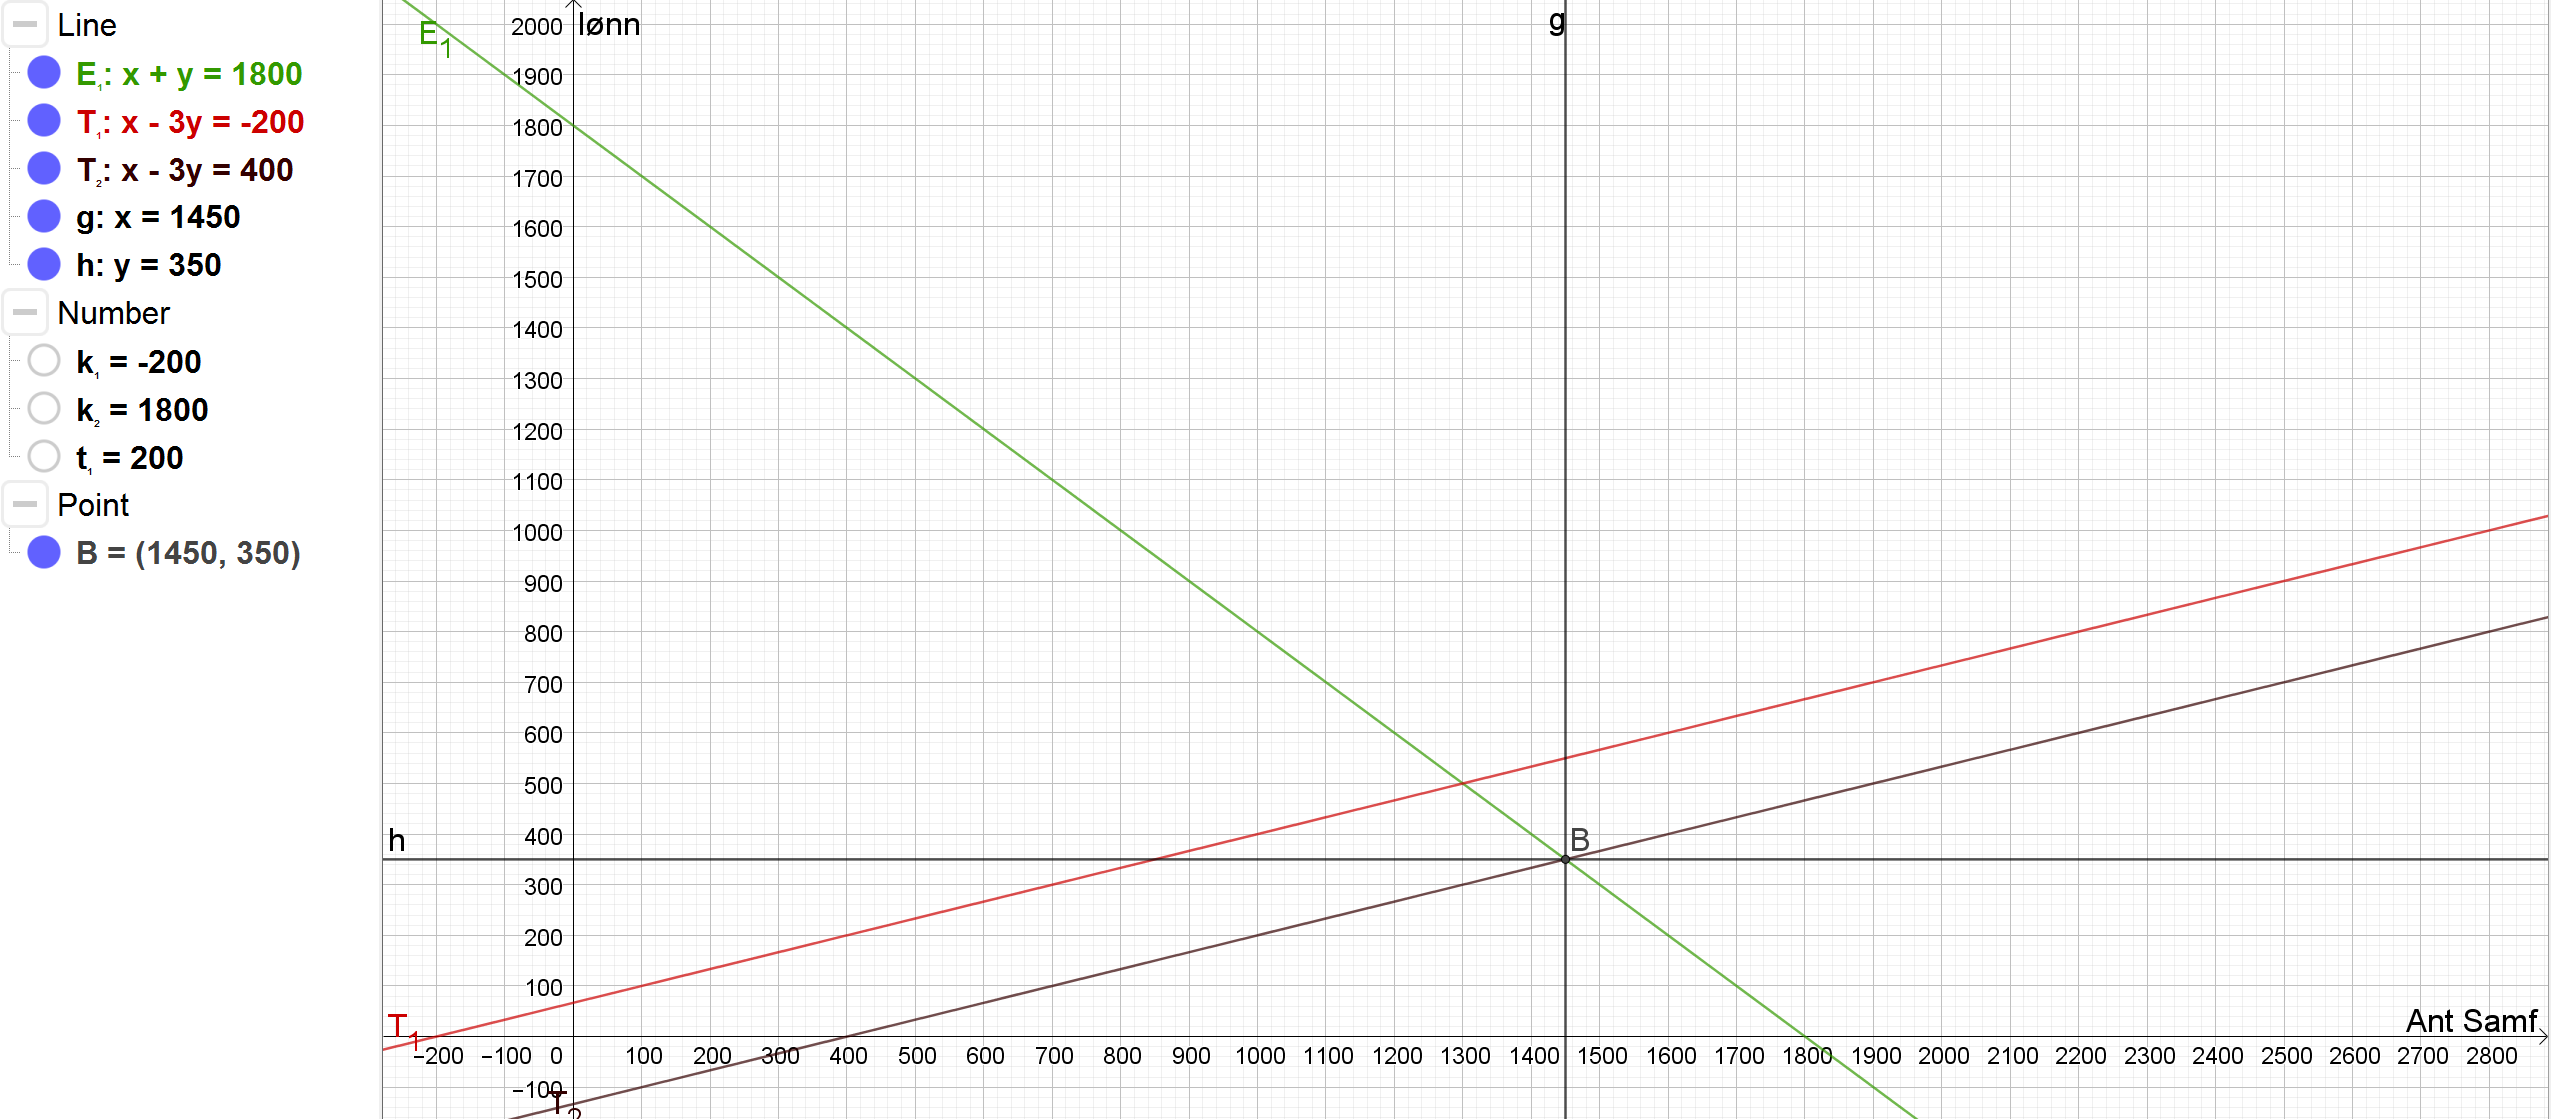 Line
E₁: x + y = 1800
T₁: x - 3y = -200
T₂: x - 3y = 400
g: x = 1450
h: y = 350
Number
k₁ = -200
k₂ = 1800
t₁ = 200
Point
B = (1450, 350)
E₁
lønn
g
2000
1900
1800
1700
1600
1500
1400
1300
1200
1100
1000
900
800
700
600
500
400
300
200
100
−100
h
B
T₁
T₂
Ant Samf
−200 −100 0 100 200 300 400 500 600 700 800 900 1000 1100 1200 1300 1400 1500 1600 1700 1800 1900 2000 2100 2200 2300 2400 2500 2600 2700 2800